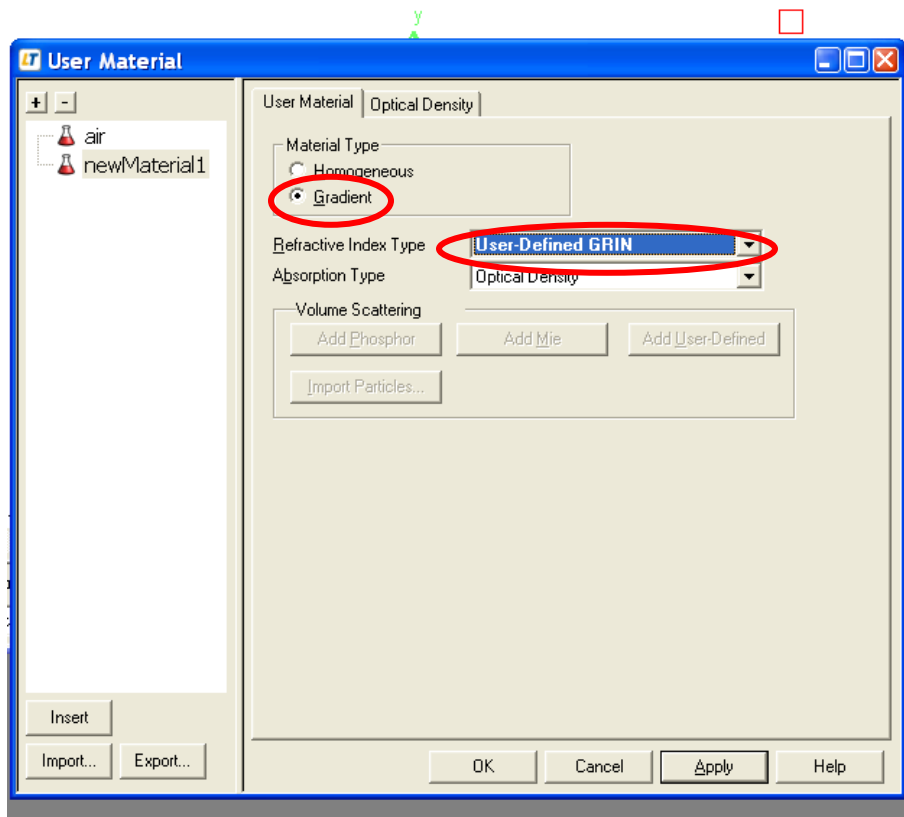 y
LT User Material
+ -
air
newMaterial1
User Material Optical Density
Material Type
Homogeneous
Gradient
Refractive Index Type User-Defined GRIN
Absorption Type Optical Density
Volume Scattering
Add Phosphor Add Mie Add User-Defined
Import Particles...
Insert
Import... Export...
OK Cancel Apply Help